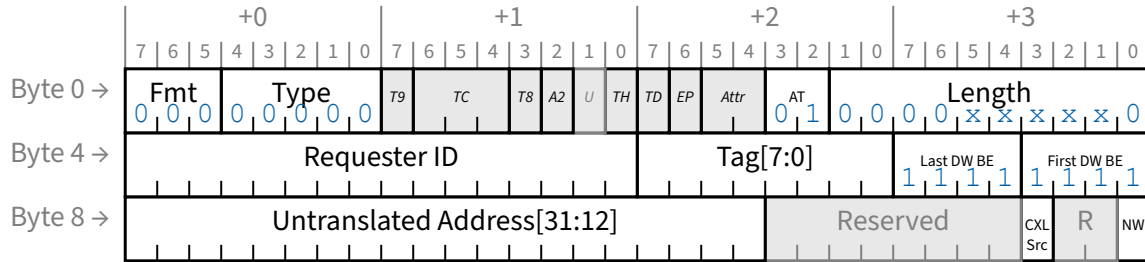 +0 +1 +2 +3
7 6 5 4 3 2 1 0 7 6 5 4 3 2 1 0 7 6 5 4 3 2 1 0 7 6 5 4 3 2 1 0
Byte 0 → Fmt Type T9 TC T8 A2 U TH TD EP Attr AT Length
0 0 0 0 0 0 0 0 0 1 0 0 0 0 x x x x x 0
Byte 4 → Requester ID Tag[7:0] Last DW BE First DW BE
1 1 1 1 1 1 1 1
Byte 8 → Untranslated Address[31:12] Reserved CXL R NW
Src